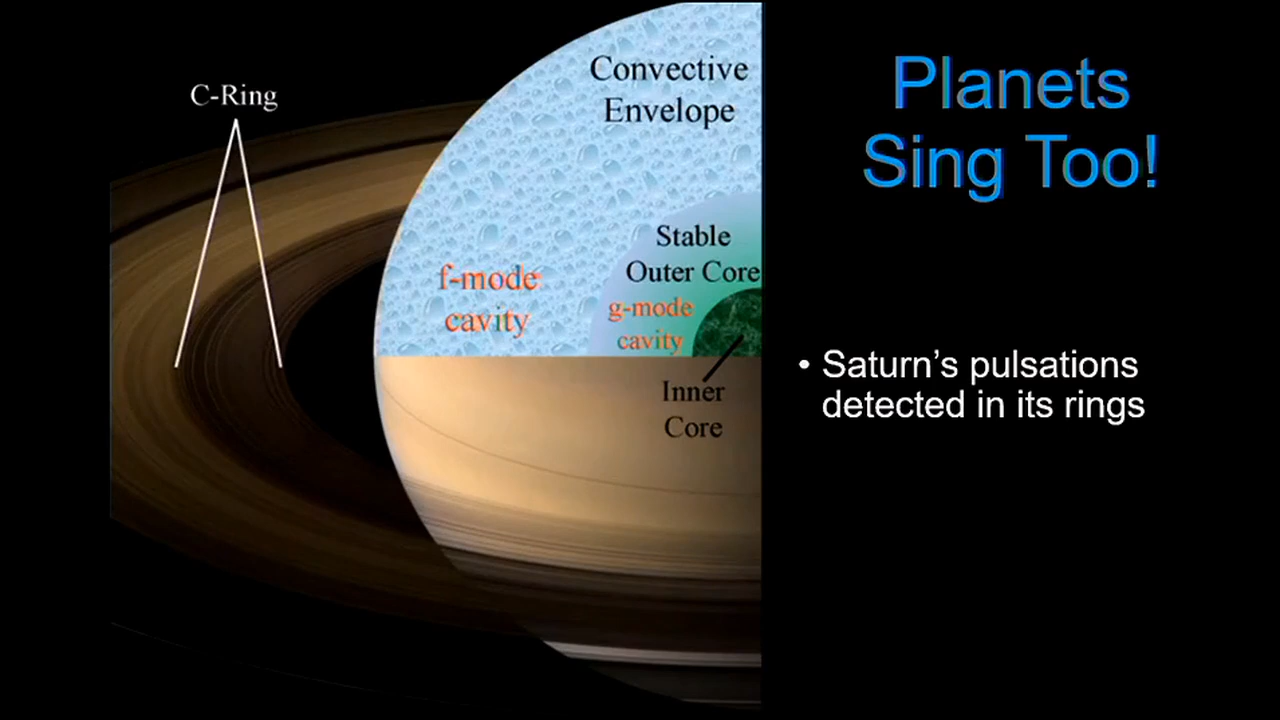 Planets
Sing Too!
C-Ring
Convective
Envelope
Stable
Outer Core
f-mode
cavity
g-mode
cavity
Inner
Core
• Saturn’s pulsations
detected in its rings